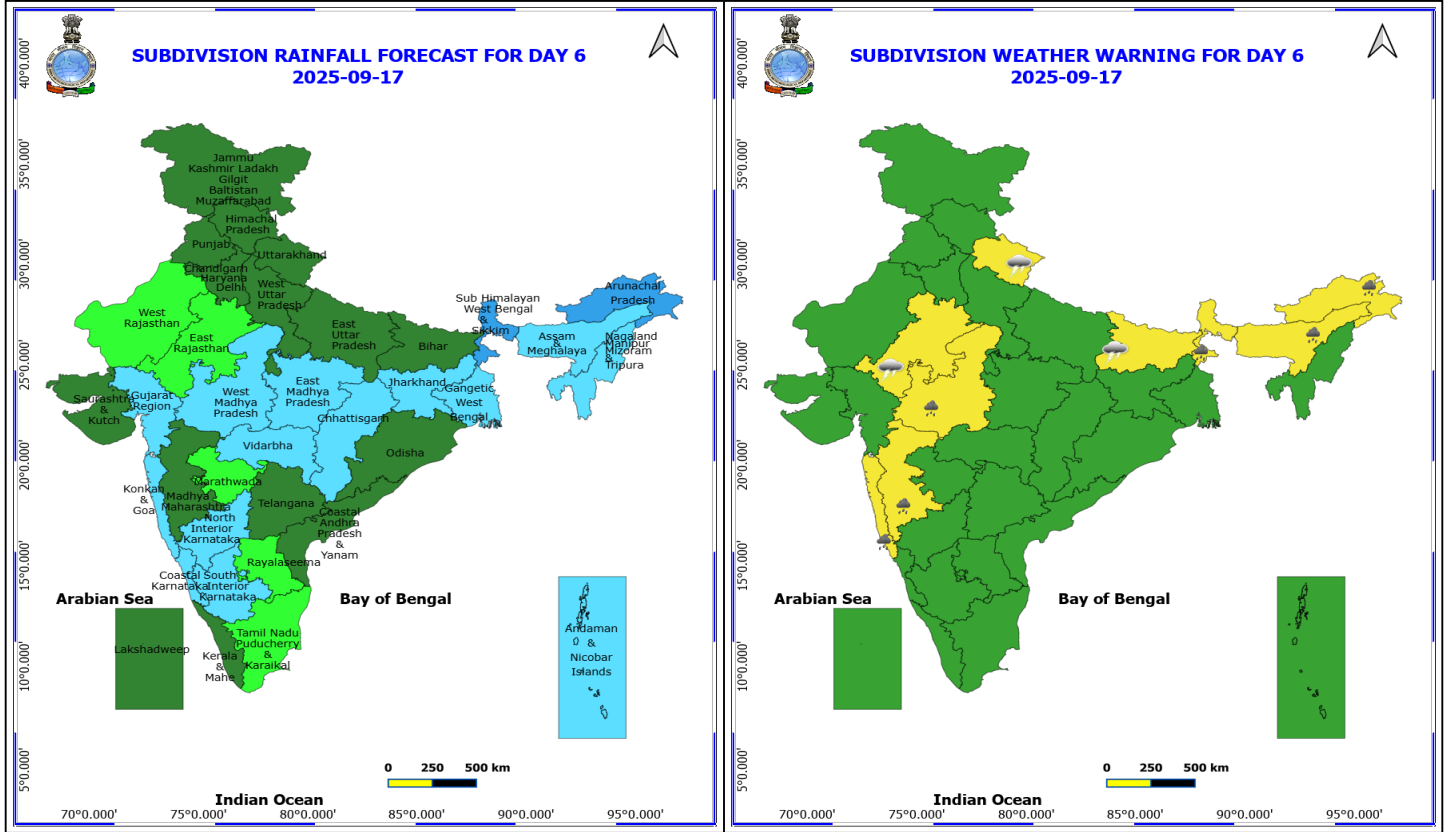 SUBDIVISION RAINFALL FORECAST FOR DAY 6
2025-09-17
40°0.000'
35°0.000'
30°0.000'
25°0.000'
20°0.000'
15°0.000'
10°0.000'
5°0.000'
Jammu
Kashmir Ladakh
Gilgit
Baltistan
Muzaffarabad
Himachal
Pradesh
Punjab
Uttarakhand
Chandigarh
Haryana
Delhi
West
Uttar
Pradesh
West
Rajasthan
East
Rajasthan
East
Uttar
Pradesh
Bihar
Sub Himalayan
West Bengal
&
Sikkim
Arunachal
Pradesh
Assam
&
Meghalaya
Nagaland
Manipur
Mizoram
&
Tripura
Saurashtra
&
Kutch
Gujarat
Region
West
Madhya
Pradesh
East
Madhya
Pradesh
Jharkhand
Gangetic
West
Bengal
Chhattisgarh
Vidarbha
Odisha
Konkan
&
Goa
Madhya
Maharashtra
Marathwada
Telangana
North
Interior
Karnataka
Coastal
Andhra
Pradesh
&
Yanam
Rayalaseema
Coastal
Karnataka
South
Interior
Karnataka
Arabian Sea
Bay of Bengal
Lakshadweep
Kerala
&
Mahe
Tamil Nadu
Puducherry
&
Karaikal
Andaman
&
Nicobar
Islands
0 250 500 km
Indian Ocean
70°0.000' 75°0.000' 80°0.000' 85°0.000' 90°0.000' 95°0.000'
SUBDIVISION WEATHER WARNING FOR DAY 6
2025-09-17
40°0.000'
35°0.000'
30°0.000'
25°0.000'
20°0.000'
15°0.000'
10°0.000'
5°0.000'
Arabian Sea
Bay of Bengal
0 250 500 km
Indian Ocean
70°0.000' 75°0.000' 80°0.000' 85°0.000' 90°0.000' 95°0.000'